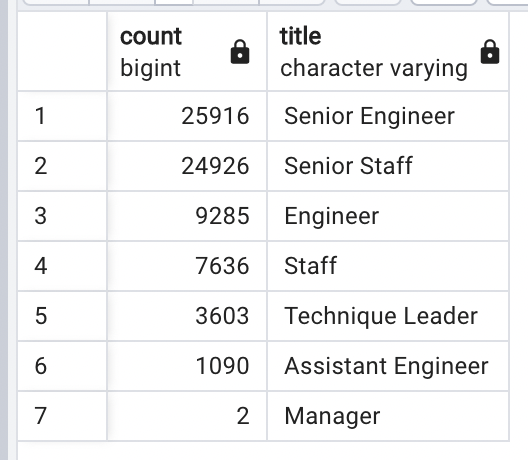 count title
bigint character varying
1 25916 Senior Engineer
2 24926 Senior Staff
3 9285 Engineer
4 7636 Staff
5 3603 Technique Leader
6 1090 Assistant Engineer
7 2 Manager